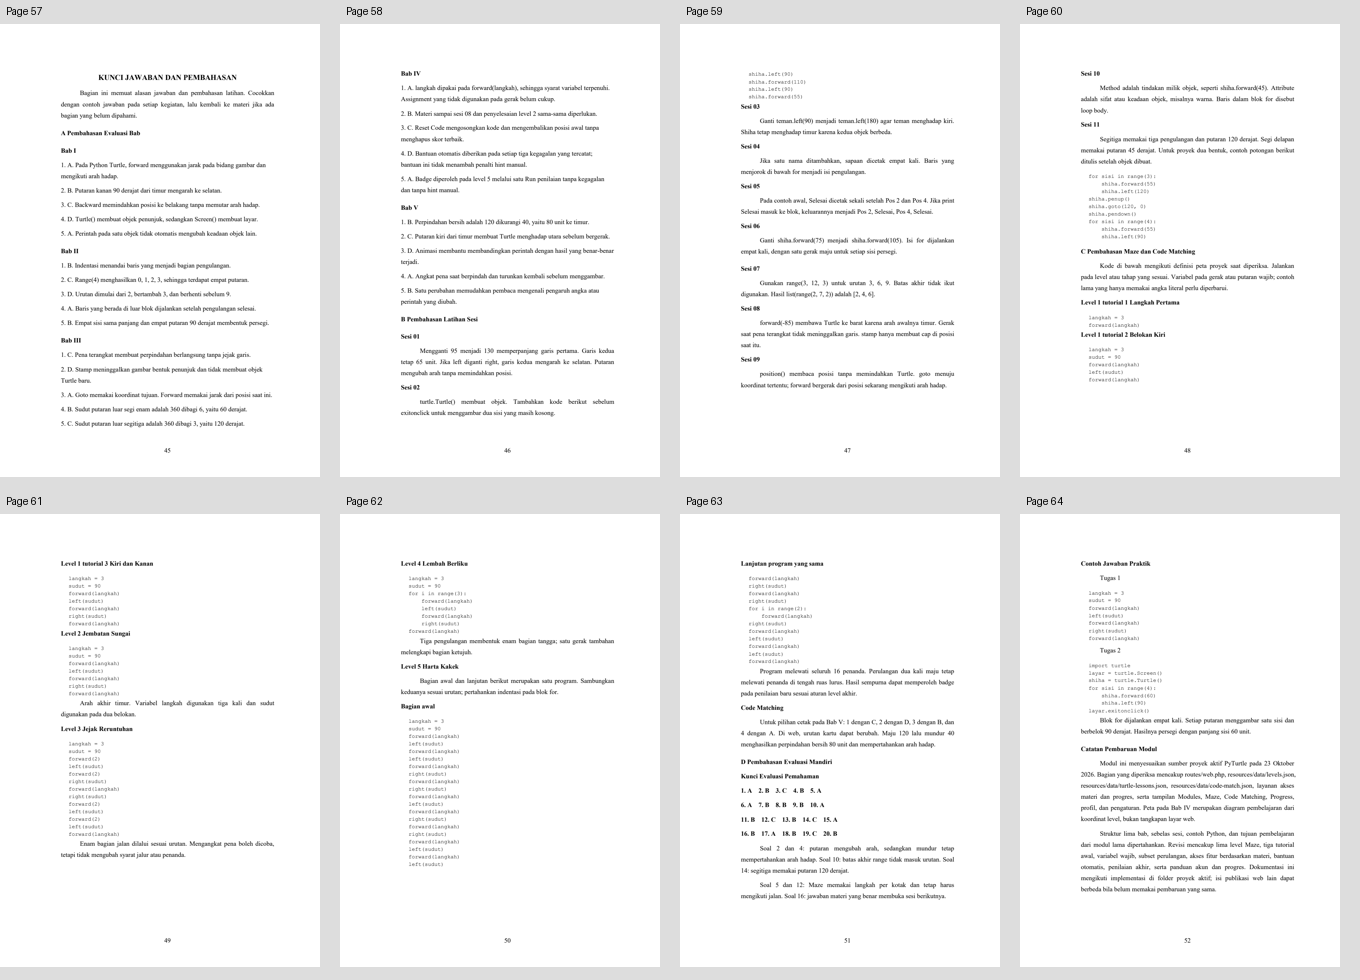 Page 57
KUNCI JAWABAN DAN PEMBAHASAN
Bagian ini memuat alasan jawaban dan pembahasan latihan. Cocokkan
dengan contoh jawaban pada setiap kegiatan, lalu kembali ke materi jika ada
bagian yang belum dipahami.
A Pembahasan Evaluasi Bab
Bab I
1. A. Pada Python Turtle, forward menggunakan jarak pada bidang gambar dan
mengikuti arah hadap.
2. B. Putaran kanan 90 derajat dari timur mengarah ke selatan.
3. C. Backward memindahkan posisi ke belakang tanpa memutar arah hadap.
4. D. Turtle() membuat objek penunjuk, sedangkan Screen() membuat layar.
5. A. Perintah pada satu objek tidak otomatis mengubah keadaan objek lain.
Bab II
1. B. Indentasi menandai baris yang menjadi bagian pengulangan.
2. C. Range(4) menghasilkan 0, 1, 2, 3, sehingga terdapat empat putaran.
3. D. Urutan dimulai dari 2, bertambah 3, dan berhenti sebelum 9.
4. A. Baris yang berada di luar blok dijalankan setelah pengulangan selesai.
5. B. Empat sisi sama panjang dan empat putaran 90 derajat membentuk persegi.
Bab III
1. C. Pena terangkat membuat perpindahan berlangsung tanpa jejak garis.
2. D. Stamp meninggalkan gambar bentuk penunjuk dan tidak membuat objek
Turtle baru.
3. A. Goto memakai koordinat tujuan. Forward memakai jarak dari posisi saat ini.
4. B. Sudut putaran luar segi enam adalah 360 dibagi 6, yaitu 60 derajat.
5. C. Sudut putaran luar segitiga adalah 360 dibagi 3, yaitu 120 derajat.
45
Page 58
Bab IV
1. A. langkah dipakai pada forward(langkah), sehingga syarat variabel terpenuhi.
Assignment yang tidak digunakan pada gerak belum cukup.
2. B. Materi sampai sesi 08 dan penyelesaian level 2 sama-sama diperlukan.
3. C. Reset Code mengosongkan kode dan mengembalikan posisi awal tanpa
menghapus skor terbaik.
4. D. Bantuan otomatis diberikan pada setiap tiga kegagalan yang tercatat;
bantuan ini tidak menambah penalti hint manual.
5. A. Badge diperoleh pada level 5 melalui satu Run penilaian tanpa kegagalan
dan tanpa hint manual.
Bab V
1. B. Perpindahan bersih adalah 120 dikurangi 40, yaitu 80 unit ke timur.
2. C. Putaran kiri dari timur membuat Turtle menghadap utara sebelum bergerak.
3. D. Animasi membantu membandingkan perintah dengan hasil yang benar-benar
terjadi.
4. A. Angkat pena saat berpindah dan turunkan kembali sebelum menggambar.
5. B. Satu perubahan memudahkan pembaca mengenali pengaruh angka atau
perintah yang diubah.
B Pembahasan Latihan Sesi
Sesi 01
Mengganti 95 menjadi 130 memperpanjang garis pertama. Garis kedua
tetap 65 unit. Jika left diganti right, garis kedua mengarah ke selatan. Putaran
mengubah arah tanpa memindahkan posisi.
Sesi 02
turtle.Turtle() membuat objek. Tambahkan kode berikut sebelum
exitonclick untuk menggambar dua sisi yang masih kosong.
46
Page 59
shiha.left(90)
shiha.forward(110)
shiha.left(90)
shiha.forward(55)
Sesi 03
Ganti teman.left(90) menjadi teman.left(180) agar teman menghadap kiri.
Shiha tetap menghadap timur karena kedua objek berbeda.
Sesi 04
Jika satu nama ditambahkan, sapaan dicetak empat kali. Baris yang
menjorok di bawah for menjadi isi pengulangan.
Sesi 05
Pada contoh awal, Selesai dicetak sekali setelah Pos 2 dan Pos 4. Jika print
Selesai masuk ke blok, keluarannya menjadi Pos 2, Selesai, Pos 4, Selesai.
Sesi 06
Ganti shiha.forward(75) menjadi shiha.forward(105). Isi for dijalankan
empat kali, dengan satu gerak maju untuk setiap sisi persegi.
Sesi 07
Gunakan range(3, 12, 3) untuk urutan 3, 6, 9. Batas akhir tidak ikut
digunakan. Hasil list(range(2, 7, 2)) adalah [2, 4, 6].
Sesi 08
forward(-85) membawa Turtle ke barat karena arah awalnya timur. Gerak
saat pena terangkat tidak meninggalkan garis. stamp hanya membuat cap di posisi
saat itu.
Sesi 09
position() membaca posisi tanpa memindahkan Turtle. goto menuju
koordinat tertentu; forward bergerak dari posisi sekarang mengikuti arah hadap.
47
Page 60
Sesi 10
Method adalah tindakan milik objek, seperti shiha.forward(45). Attribute
adalah sifat atau keadaan objek, misalnya warna. Baris dalam blok for disebut
loop body.
Sesi 11
Segitiga memakai tiga pengulangan dan putaran 120 derajat. Segi delapan
memakai putaran 45 derajat. Untuk proyek dua bentuk, contoh potongan berikut
ditulis setelah objek dibuat.
for sisi in range(3):
    shiha.forward(55)
    shiha.left(120)
shiha.penup()
shiha.goto(120, 0)
shiha.pendown()
for sisi in range(4):
    shiha.forward(55)
    shiha.left(90)
C Pembahasan Maze dan Code Matching
Kode di bawah mengikuti definisi peta proyek saat diperiksa. Jalankan
pada level atau tahap yang sesuai. Variabel pada gerak atau putaran wajib; contoh
lama yang hanya memakai angka literal perlu diperbarui.
Level 1 tutorial 1 Langkah Pertama
langkah = 3
forward(langkah)
Level 1 tutorial 2 Belokan Kiri
langkah = 3
sudut = 90
forward(langkah)
left(sudut)
forward(langkah)
48
Page 61
Level 1 tutorial 3 Kiri dan Kanan
langkah = 3
sudut = 90
forward(langkah)
left(sudut)
forward(langkah)
right(sudut)
forward(langkah)
Level 2 Jembatan Sungai
langkah = 3
sudut = 90
forward(langkah)
left(sudut)
forward(langkah)
right(sudut)
forward(langkah)
Arah akhir timur. Variabel langkah digunakan tiga kali dan sudut
digunakan pada dua belokan.
Level 3 Jejak Reruntuhan
langkah = 3
sudut = 90
forward(2)
left(sudut)
forward(2)
right(sudut)
forward(langkah)
right(sudut)
forward(2)
left(sudut)
forward(2)
left(sudut)
forward(langkah)
Enam bagian jalan dilalui sesuai urutan. Mengangkat pena boleh dicoba,
tetapi tidak mengubah syarat jalur atau penanda.
49
Page 62
Level 4 Lembah Berliku
langkah = 3
sudut = 90
for i in range(3):
    forward(langkah)
    left(sudut)
    forward(langkah)
    right(sudut)
forward(langkah)
Tiga pengulangan membentuk enam bagian tangga; satu gerak tambahan
melengkapi bagian ketujuh.
Level 5 Harta Kakek
Bagian awal dan lanjutan berikut merupakan satu program. Sambungkan
keduanya sesuai urutan; pertahankan indentasi pada blok for.
Bagian awal
langkah = 3
sudut = 90
forward(langkah)
left(sudut)
forward(langkah)
left(sudut)
forward(langkah)
right(sudut)
forward(langkah)
right(sudut)
forward(langkah)
left(sudut)
forward(langkah)
right(sudut)
forward(langkah)
right(sudut)
forward(langkah)
left(sudut)
forward(langkah)
left(sudut)
50
Page 63
Lanjutan program yang sama
forward(langkah)
right(sudut)
forward(langkah)
right(sudut)
for i in range(2):
    forward(langkah)
right(sudut)
forward(langkah)
left(sudut)
forward(langkah)
left(sudut)
forward(langkah)
Program melewati seluruh 16 penanda. Perulangan dua kali maju tetap
melewati penanda di tengah ruas lurus. Hasil sempurna dapat memperoleh badge
pada penilaian baru sesuai aturan level akhir.
Code Matching
Untuk pilihan cetak pada Bab V: 1 dengan C, 2 dengan D, 3 dengan B, dan
4 dengan A. Di web, urutan kartu dapat berubah. Maju 120 lalu mundur 40
menghasilkan perpindahan bersih 80 unit dan mempertahankan arah hadap.
D Pembahasan Evaluasi Mandiri
Kunci Evaluasi Pemahaman
1. A 2. B 3. C 4. B 5. A
6. A 7. B 8. B 9. B 10. A
11. B 12. C 13. B 14. C 15. A
16. B 17. A 18. B 19. C 20. B
Soal 2 dan 4: putaran mengubah arah, sedangkan mundur tetap
mempertahankan arah hadap. Soal 10: batas akhir range tidak masuk urutan. Soal
14: segitiga memakai putaran 120 derajat.
Soal 5 dan 12: Maze memakai langkah per kotak dan tetap harus
mengikuti jalan. Soal 16: jawaban materi yang benar membuka sesi berikutnya.
51
Page 64
Contoh Jawaban Praktik
Tugas 1
langkah = 3
sudut = 90
forward(langkah)
left(sudut)
forward(langkah)
right(sudut)
forward(langkah)
Tugas 2
import turtle
layar = turtle.Screen()
shiha = turtle.Turtle()
for sisi in range(4):
    shiha.forward(60)
    shiha.left(90)
layar.exitonclick()
Blok for dijalankan empat kali. Setiap putaran menggambar satu sisi dan
berbelok 90 derajat. Hasilnya persegi dengan panjang sisi 60 unit.
Catatan Pembaruan Modul
Modul ini menyesuaikan sumber proyek aktif PyTurtle pada 23 Oktober
2026. Bagian yang diperiksa mencakup routes/web.php, resources/data/levels.json,
resources/data/turtle-lessons.json, resources/data/code-match.json, layanan akses
materi dan progres, serta tampilan Modules, Maze, Code Matching, Progress,
profil, dan pengaturan. Peta pada Bab IV merupakan diagram pembelajaran dari
koordinat level, bukan tangkapan layar web.
Struktur lima bab, sebelas sesi, contoh Python, dan tujuan pembelajaran
dari modul lama dipertahankan. Revisi mencakup lima level Maze, tiga tutorial
awal, variabel wajib, subset perulangan, akses fitur berdasarkan materi, bantuan
otomatis, penilaian akhir, serta panduan akun dan progres. Dokumentasi ini
mengikuti implementasi di folder proyek aktif; isi publikasi web lain dapat
berbeda bila belum memakai pembaruan yang sama.
52